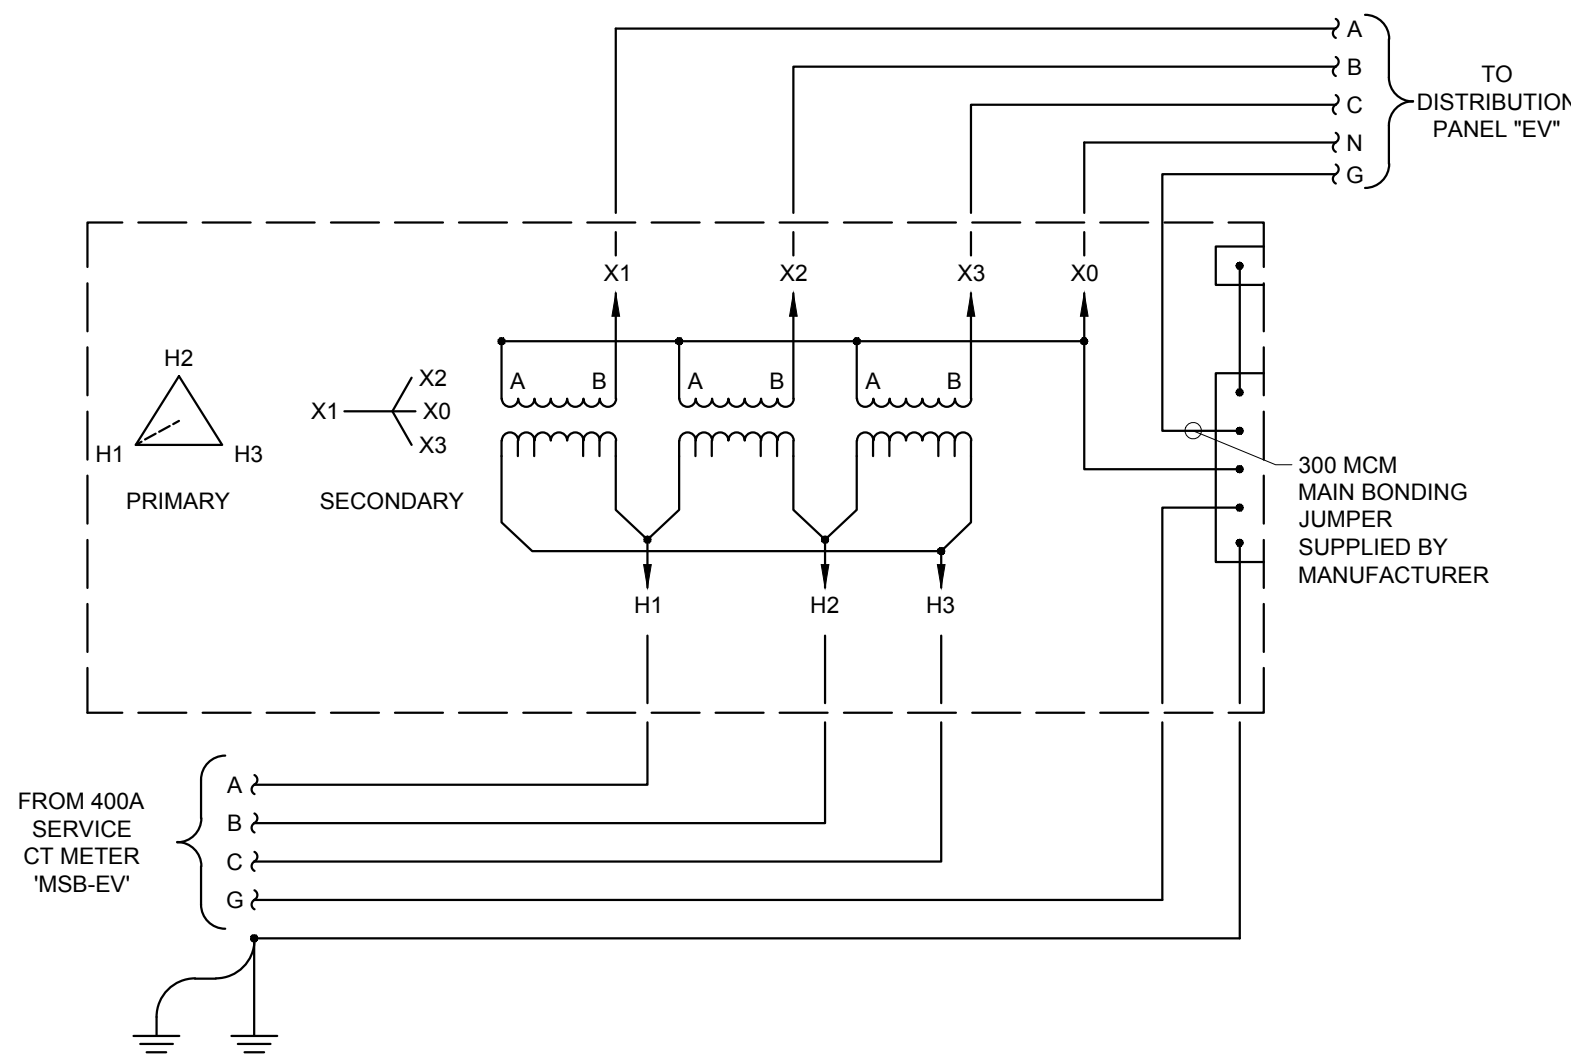 A
B
C
N
G
TO
DISTRIBUTION
PANEL "EV"
X1
X2
X3
X0
H2
H1
H3
PRIMARY
X2
X1
X0
X3
SECONDARY
A B A B A B
300 MCM
MAIN BONDING
JUMPER
SUPPLIED BY
MANUFACTURER
H1
H2
H3
FROM 400A
SERVICE
CT METER
'MSB-EV'
A
B
C
G